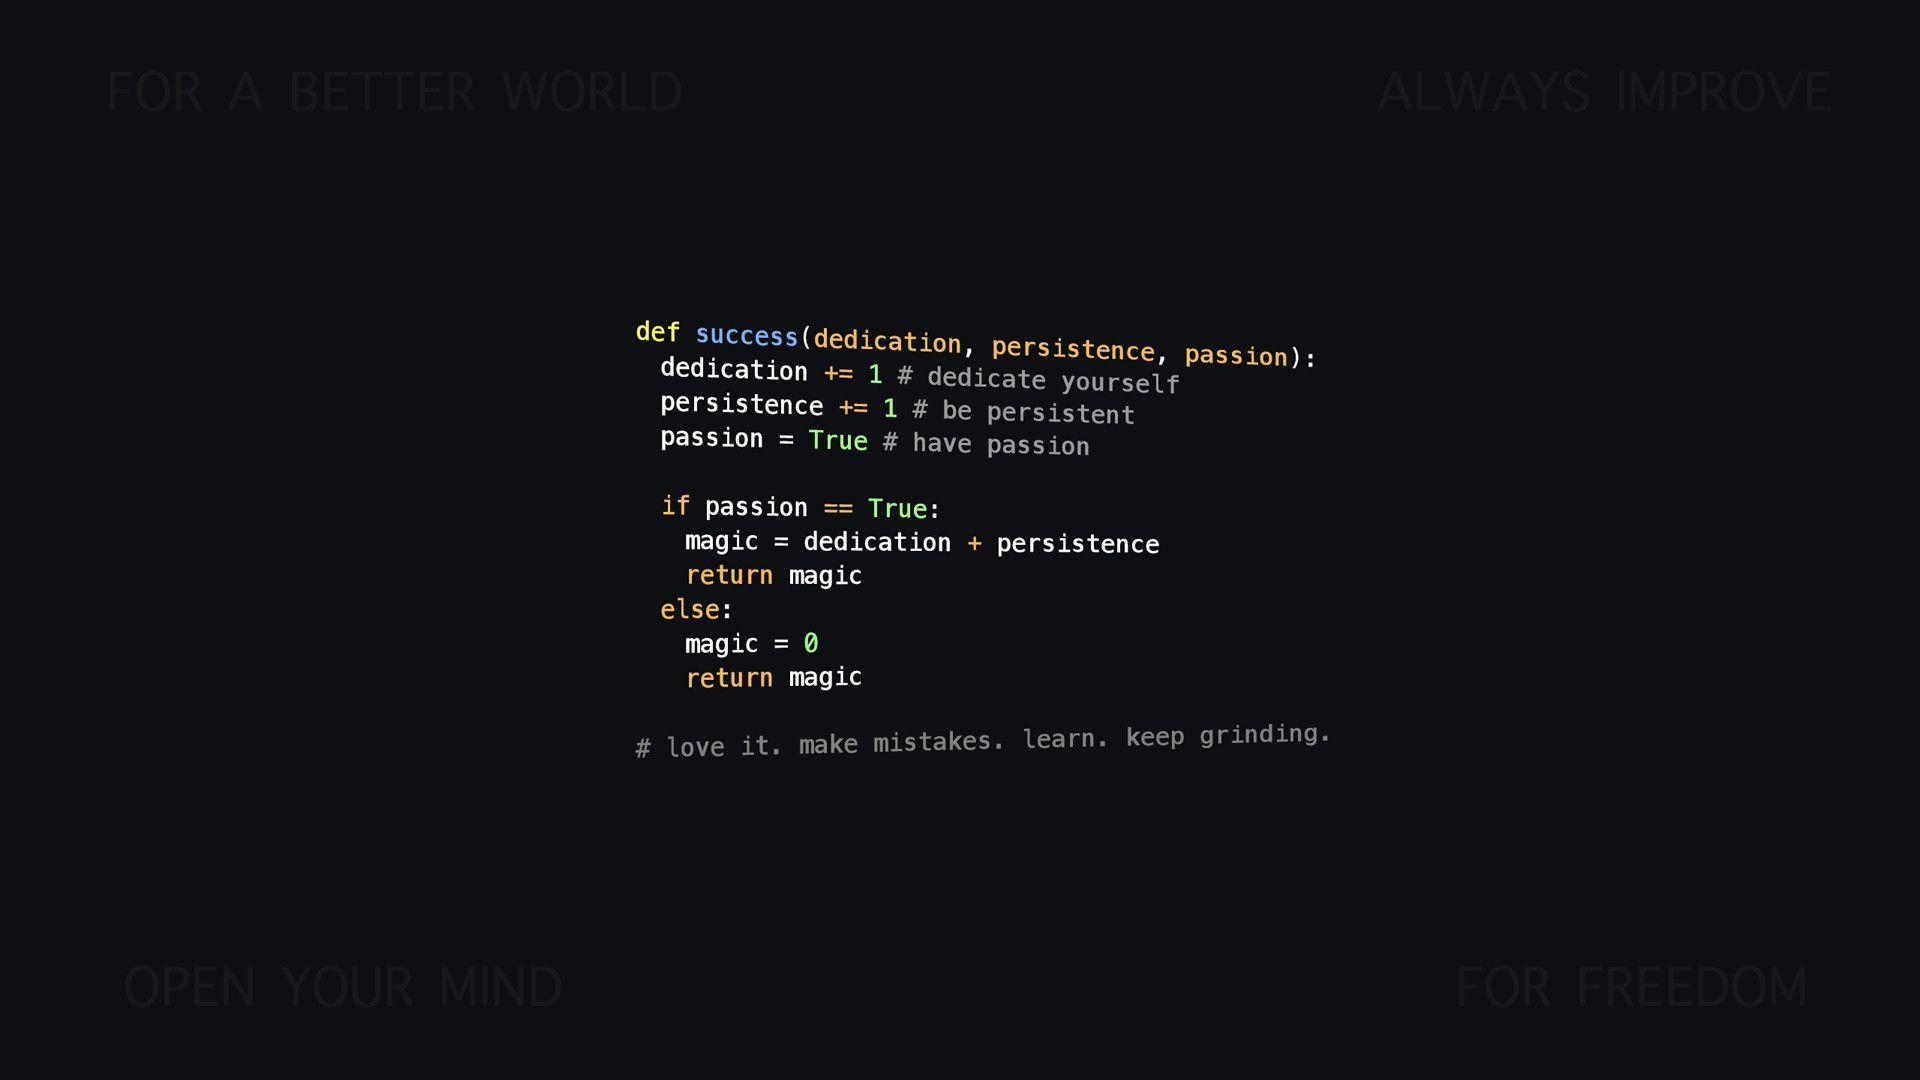 FOR A BETTER WORLD
ALWAYS IMPROVE
def success(dedication, persistence, passion):
  dedication += 1 # dedicate yourself
  persistence += 1 # be persistent
  passion = True # have passion

  if passion == True:
    magic = dedication + persistence
    return magic
  else:
    magic = 0
    return magic

# love it. make mistakes. learn. keep grinding.
OPEN YOUR MIND
FOR FREEDOM